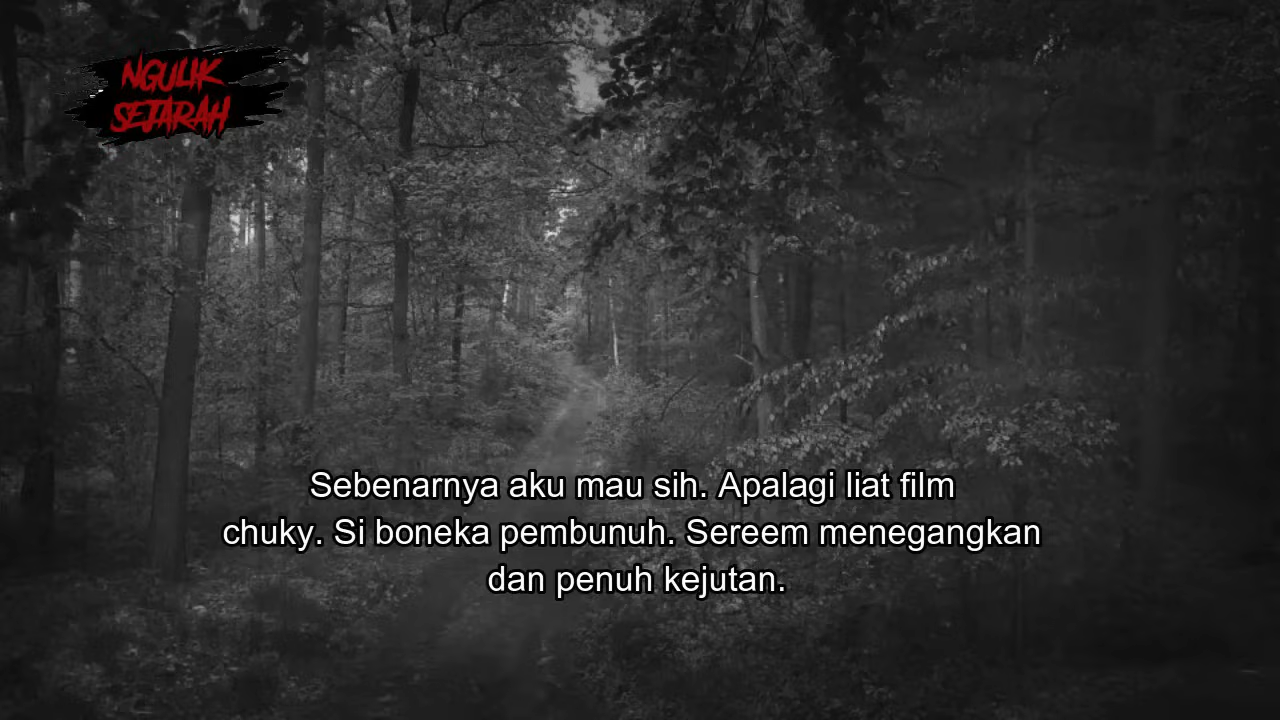 NGULIK
SEJARAH
Sebenarnya aku mau sih. Apalagi liat film
chuky. Si boneka pembunuh. Sereem menegangkan
dan penuh kejutan.